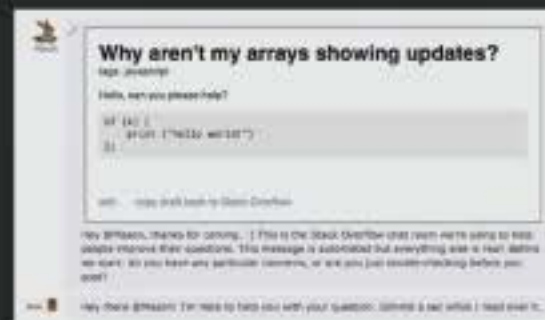 Why aren't my arrays showing updates?
tags: javascript
Hello, can you please help?
if (x) {
print ("hello world")
})
edit copy draft back to Stack Overflow
Hey @Mason, thanks for coming. :) This is the Stack Overflow chat room we're using to help
people improve their questions. This message is automated but everything else is real! Before
we start: do you have any particular concerns, or are you just double-checking before you
post?
Hey there @Mason! I'm here to help you with your question. Gimme a sec while I read over it.